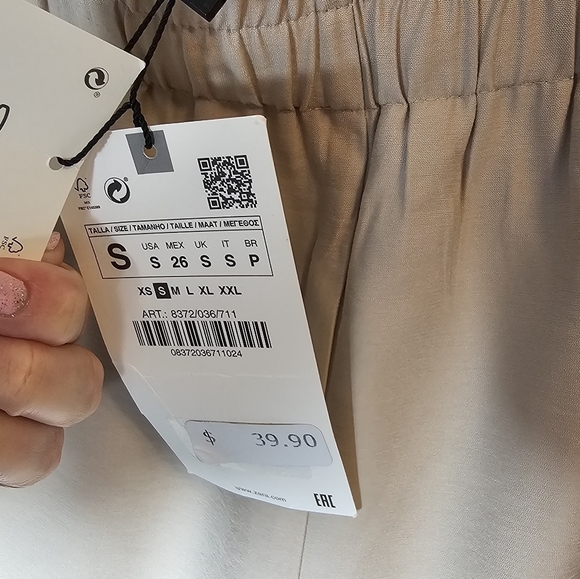 FSC
TALLA / SIZE / TAMANHO / TAILLE / MAAT / ΜΕΓΕΘΟΣ
S
USA MEX UK IT BR
S 26 S S P
XS S M L XL XXL
ART.: 8372/036/711
08372036711024
$ 39.90
www.zara.com
EAC